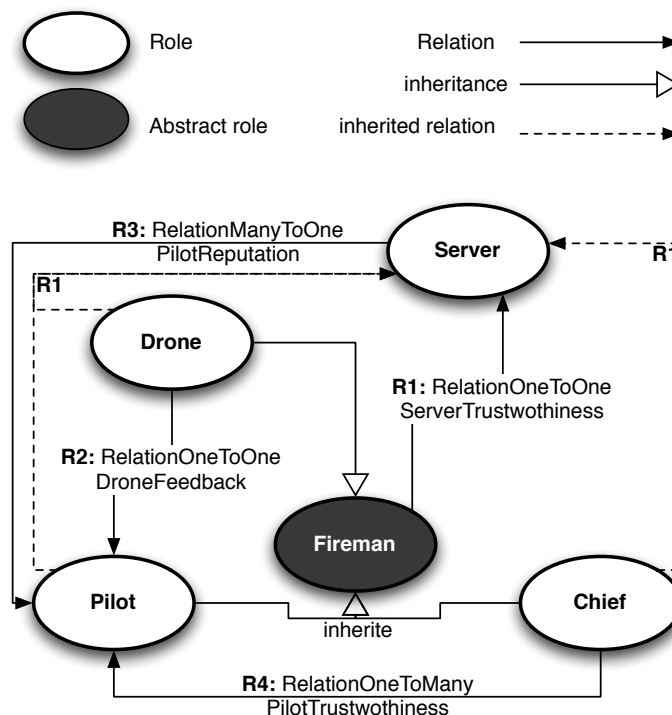 Role
Relation
inheritance
Abstract role
inherited relation
R3: RelationManyToOne
PilotReputation
Server
R1
R1
Drone
R1: RelationOneToOne
ServerTrustwothiness
R2: RelationOneToOne
DroneFeedback
Fireman
Pilot
Chief
inherite
R4: RelationOneToMany
PilotTrustwothiness